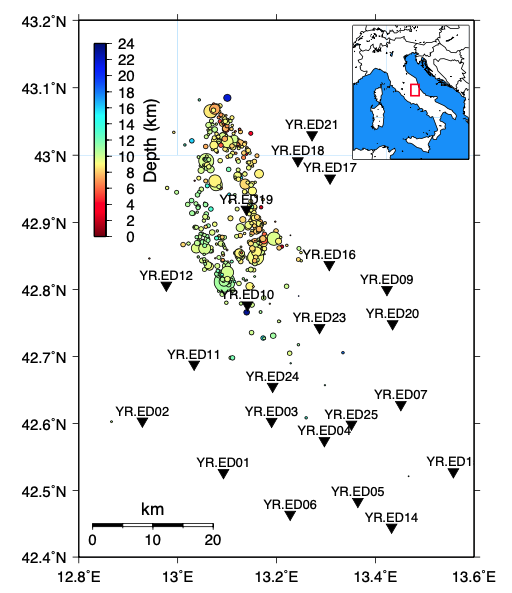 43.2°N
24
22
20
18
16
14
12
10
8
6
4
2
0
Depth (km)
43.1°N
YR.ED21
43°N
YR.ED18
YR.ED17
YR.ED19
42.9°N
YR.ED16
YR.ED12
YR.ED09
42.8°N
YR.ED10
YR.ED23
YR.ED20
42.7°N
YR.ED11
YR.ED24
YR.ED07
YR.ED02
YR.ED03
YR.ED25
42.6°N
YR.ED04
YR.ED01
YR.ED1
42.5°N
YR.ED06
YR.ED05
YR.ED14
km
0 10 20
42.4°N
12.8°E 13°E 13.2°E 13.4°E 13.6°E